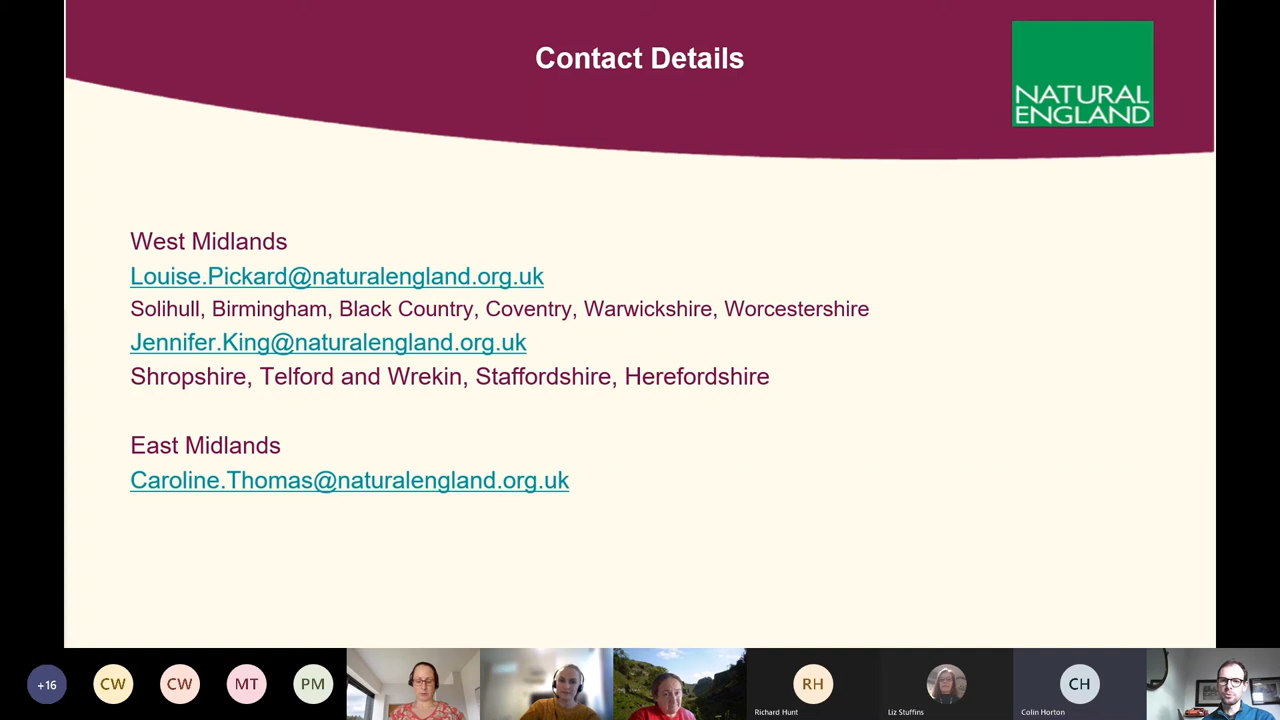 Contact Details
NATURAL
ENGLAND
West Midlands
Louise.Pickard@naturalengland.org.uk
Solihull, Birmingham, Black Country, Coventry, Warwickshire, Worcestershire
Jennifer.King@naturalengland.org.uk
Shropshire, Telford and Wrekin, Staffordshire, Herefordshire
East Midlands
Caroline.Thomas@naturalengland.org.uk
+16
CW
CW
MT
PM
RH
CH
Richard Hunt
Liz Stuffins
Colin Horton